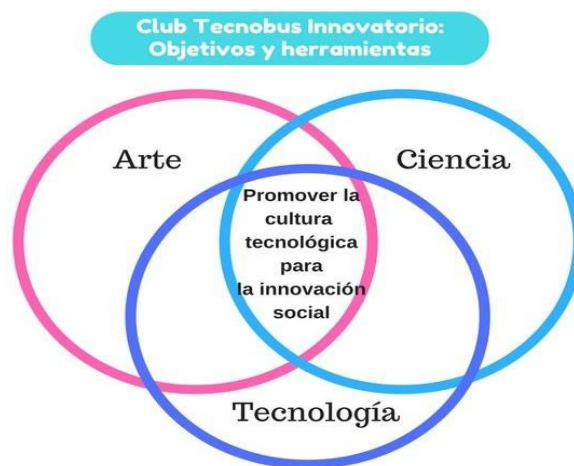 Club Tecnobus Innovatorio:
Objetivos y herramientas
Arte
Ciencia
Promover la
cultura
tecnológica
para
la innovación
social
Tecnología